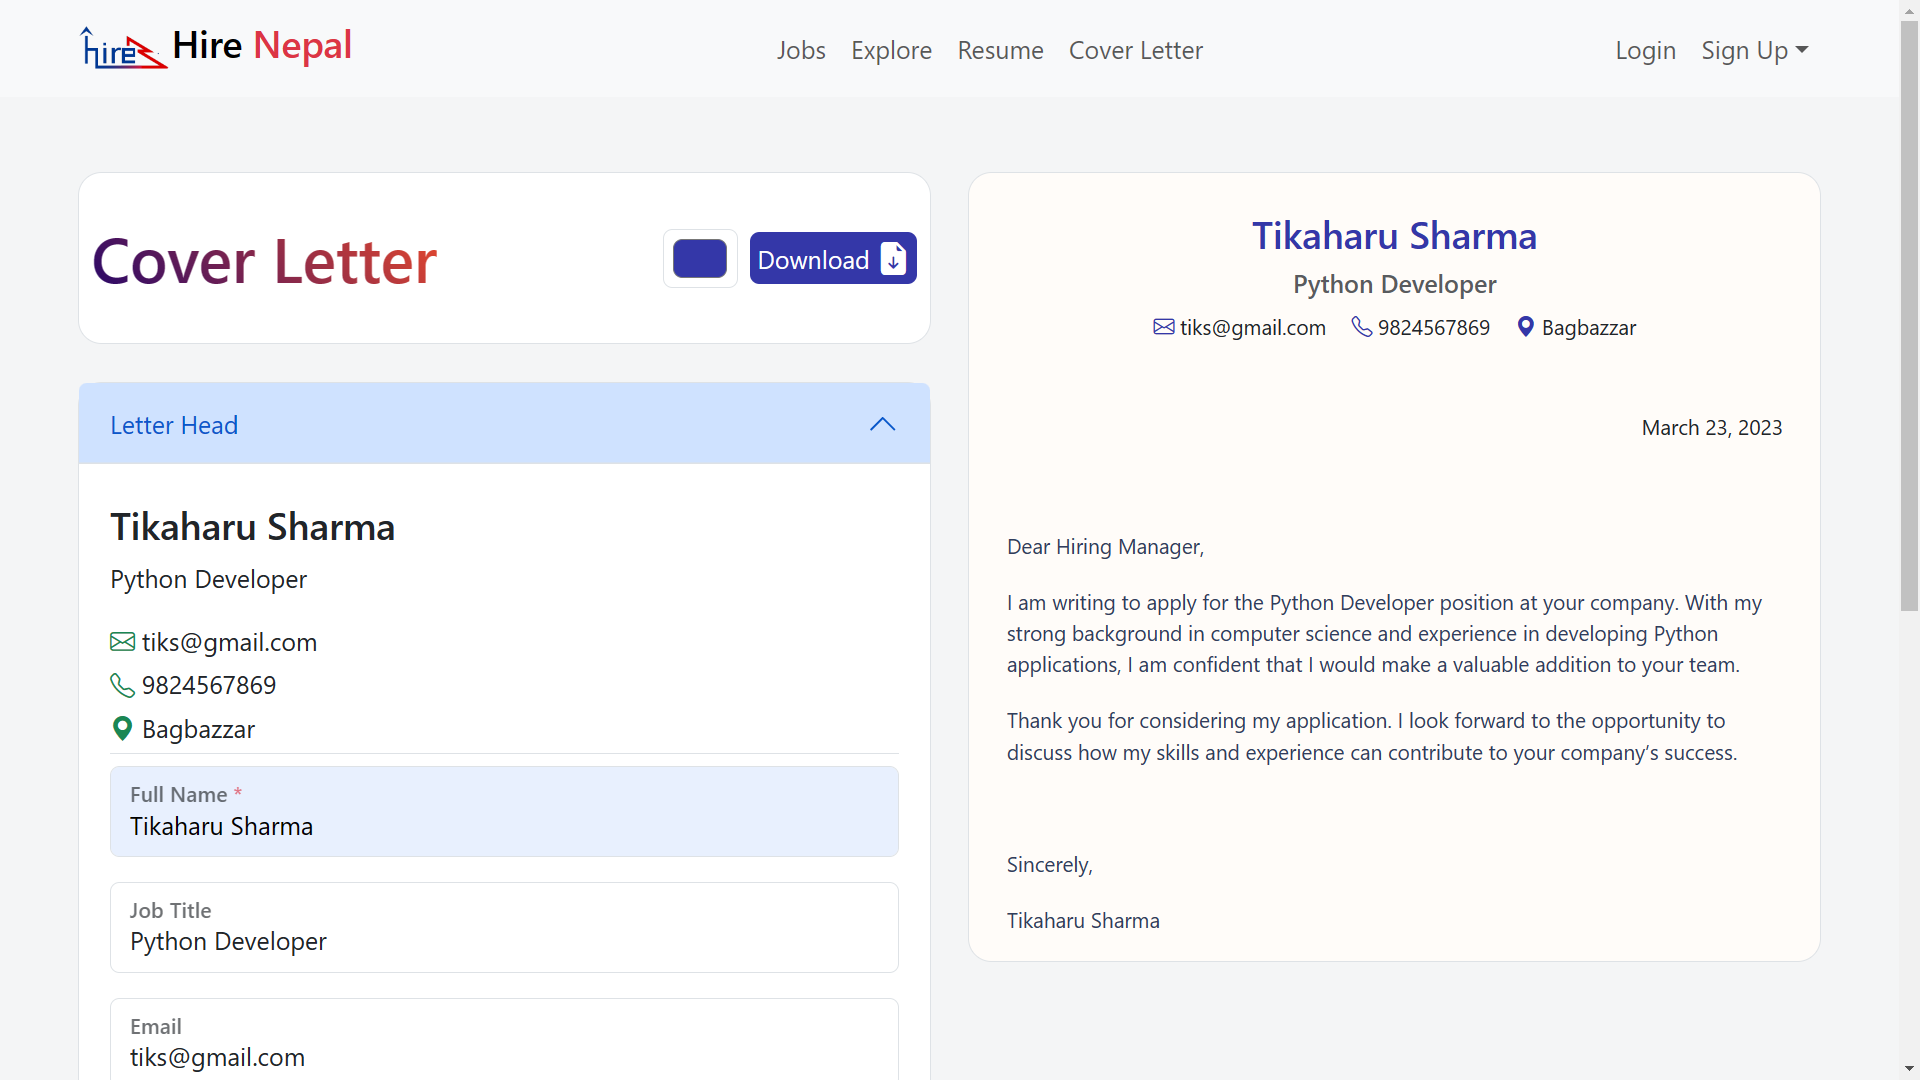 hire Hire Nepal
Jobs Explore Resume Cover Letter
Login Sign Up
Cover Letter
Download
Letter Head
Tikaharu Sharma
Python Developer
tiks@gmail.com
9824567869
Bagbazzar
Full Name *
Tikaharu Sharma
Job Title
Python Developer
Email
tiks@gmail.com
Tikaharu Sharma
Python Developer
tiks@gmail.com 9824567869 Bagbazzar
March 23, 2023
Dear Hiring Manager,
I am writing to apply for the Python Developer position at your company. With my
strong background in computer science and experience in developing Python
applications, I am confident that I would make a valuable addition to your team.
Thank you for considering my application. I look forward to the opportunity to
discuss how my skills and experience can contribute to your company’s success.
Sincerely,
Tikaharu Sharma